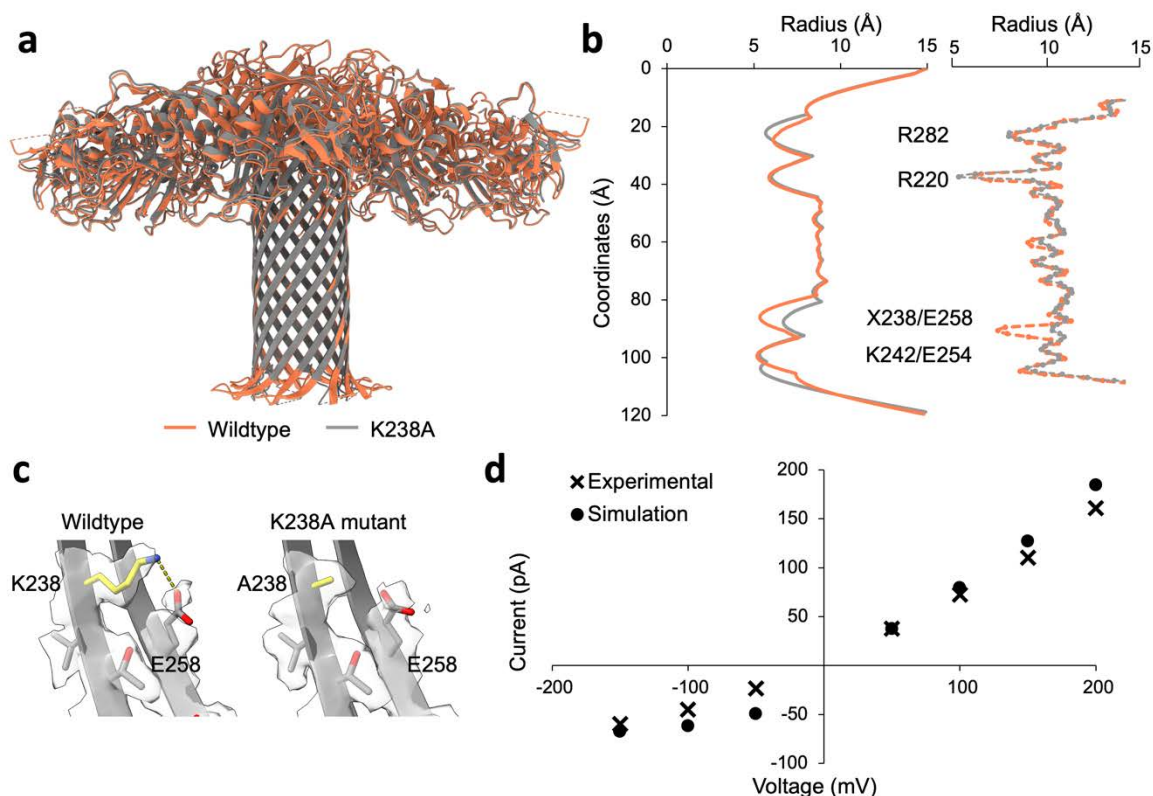 a
Wildtype
K238A
b
Radius (Å)
Radius (Å)
0
5
10
15
5
10
15
0
20
40
60
80
100
120
Coordinates (Å)
R282
R220
X238/E258
K242/E254
c
Wildtype
K238A mutant
K238
E258
A238
E258
d
Experimental
Simulation
200
150
100
50
-50
-100
-200
-100
100
200
Current (pA)
Voltage (mV)